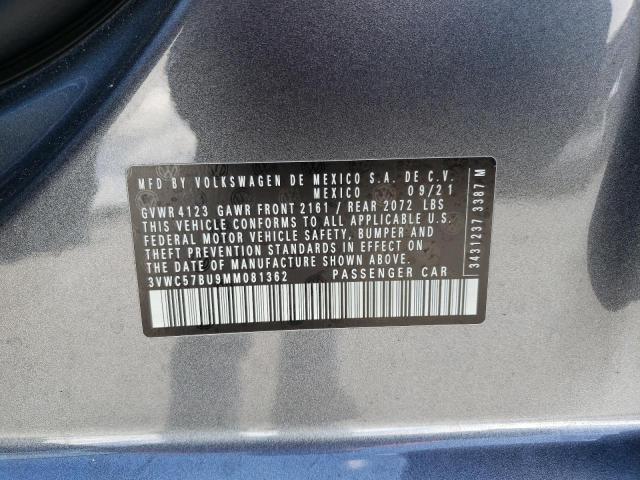 MFD BY VOLKSWAGEN DE MEXICO S.A. DE C.V.
MEXICO 09/21
GVWR 4123 GAWR FRONT 2161 / REAR 2072 LBS
THIS VEHICLE CONFORMS TO ALL APPLICABLE U.S.
FEDERAL MOTOR VEHICLE SAFETY, BUMPER AND
THEFT PREVENTION STANDARDS IN EFFECT ON
THE DATE OF MANUFACTURE SHOWN ABOVE.
3VWC57BU9MM081362 PASSENGER CAR
3431237 3387 M